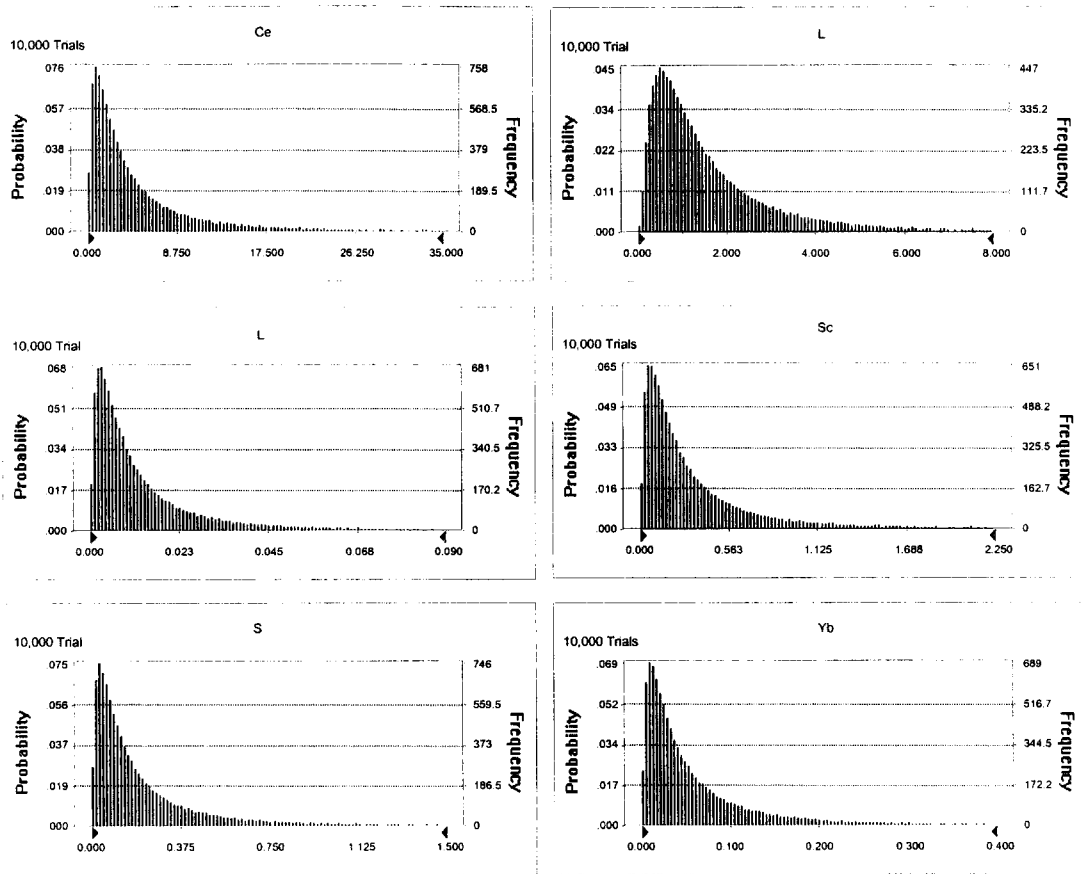 Ce
10,000 Trials
076 758
057 568.5
038 379
019 189.5
000 0
Probability
Frequency
0.000 8.750 17.500 26.250 35.000
L
10,000 Trials
.045 447
.034 335.2
.022 223.5
.011 111.7
.000 0
Probability
Frequency
0.000 2.000 4.000 6.000 8.000
L
10,000 Trial
068 681
051 510.7
034 340.5
017 170.2
.000 0
Probability
Frequency
0.000 0.023 0.045 0.068 0.090
Sc
10,000 Trials
.065 651
.049 488.2
.033 325.5
.016 162.7
.000 0
Probability
Frequency
0.000 0.563 1.125 1.688 2.250
S
10,000 Trial
075 746
056 559.5
037 373
019 186.5
000 0
Probability
Frequency
0.000 0.375 0.750 1.125 1.500
Yb
10,000 Trials
.069 689
.052 516.7
.034 344.5
.017 172.2
.000 0
Probability
Frequency
0.000 0.100 0.200 0 300 0.400